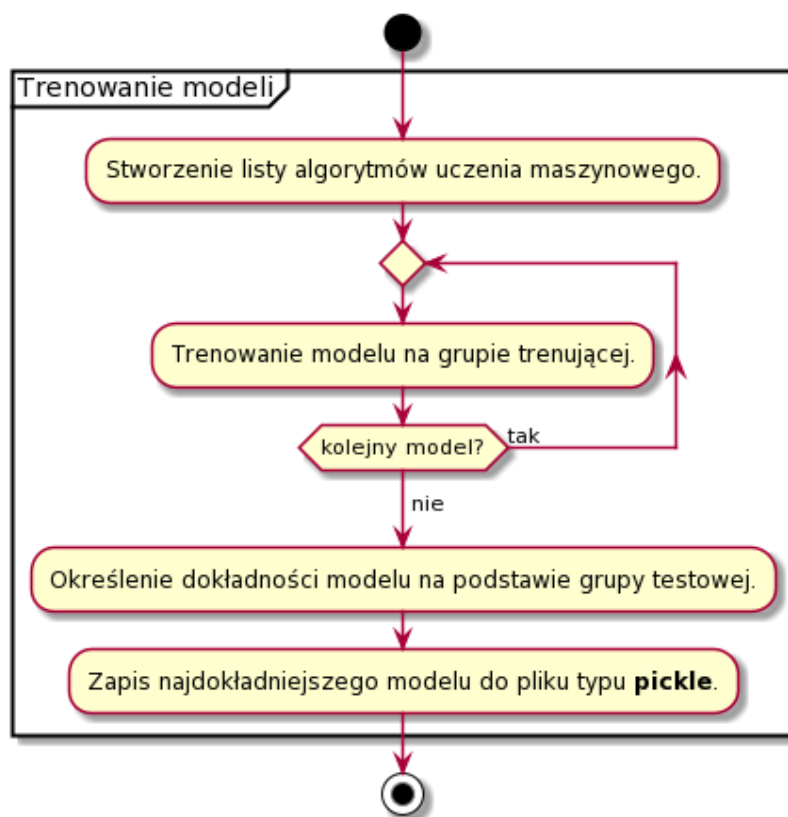 Trenowanie modeli
Stworzenie listy algorytmów uczenia maszynowego.
Trenowanie modelu na grupie trenującej.
kolejny model?
tak
nie
Określenie dokładności modelu na podstawie grupy testowej.
Zapis najdokładniejszego modelu do pliku typu pickle.